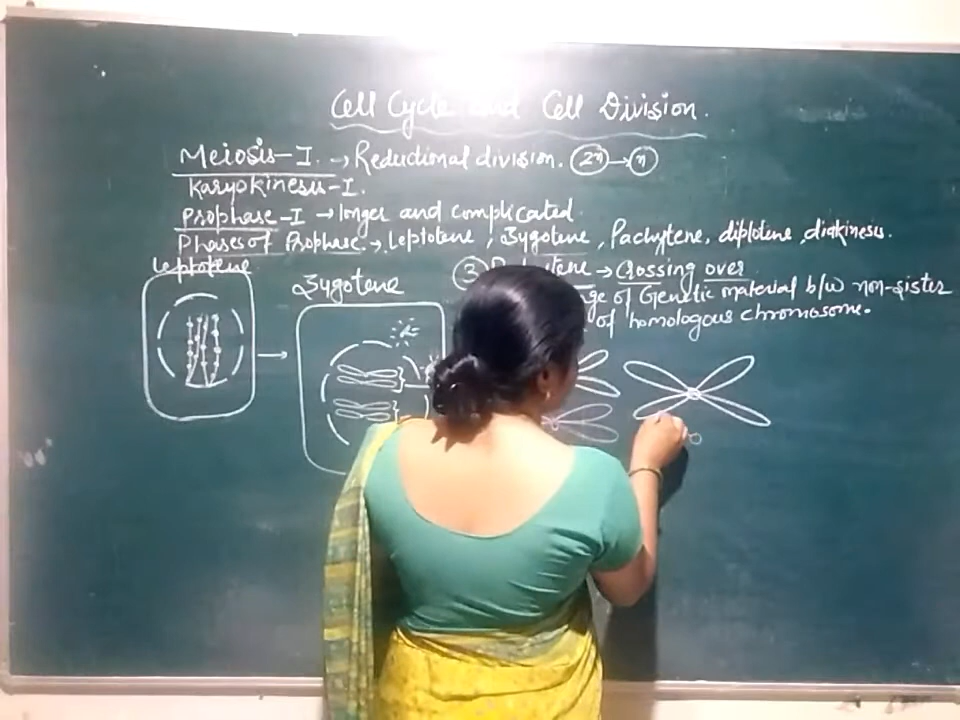 Cell Cycle and Cell Division.
Meiosis-I. → Reductional division. 2n → n
Karyokinesis-I.
Prophase-I → longer and complicated
Phases of Prophase. → Leptotene, Zygotene, Pachytene, diplotene, diakinesis.
Leptotene
Zygotene
3 → Crossing over
of Genetic material b/w non-sister
of homologous chromosome.